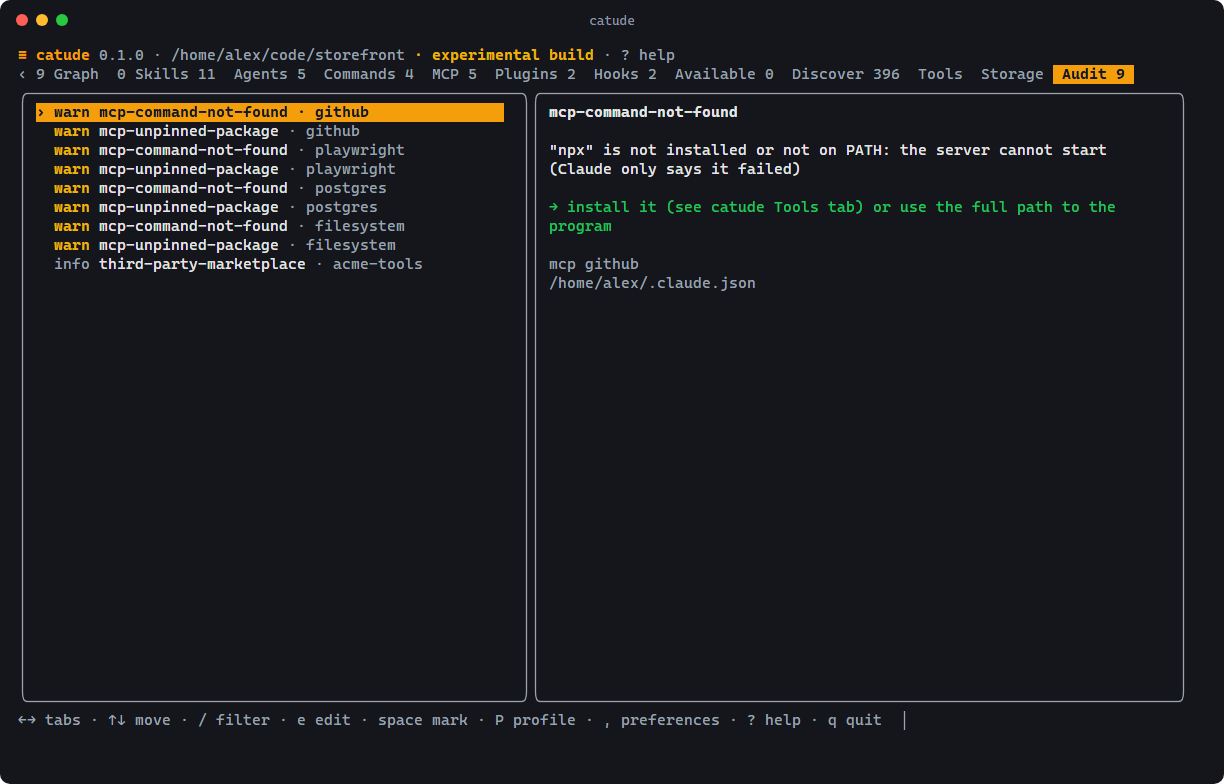 catude
≡ catude 0.1.0 · /home/alex/code/storefront · experimental build · ? help
‹ 9 Graph  0 Skills 11  Agents 5  Commands 4  MCP 5  Plugins 2  Hooks 2  Available 0  Discover 396  Tools  Storage  Audit 9
› warn mcp-command-not-found · github
warn mcp-unpinned-package · github
warn mcp-command-not-found · playwright
warn mcp-unpinned-package · playwright
warn mcp-command-not-found · postgres
warn mcp-unpinned-package · postgres
warn mcp-command-not-found · filesystem
warn mcp-unpinned-package · filesystem
info third-party-marketplace · acme-tools
mcp-command-not-found
"npx" is not installed or not on PATH: the server cannot start
(Claude only says it failed)
→ install it (see catude Tools tab) or use the full path to the
program
mcp github
/home/alex/.claude.json
←→ tabs · ↑↓ move · / filter · e edit · space mark · P profile · , preferences · ? help · q quit